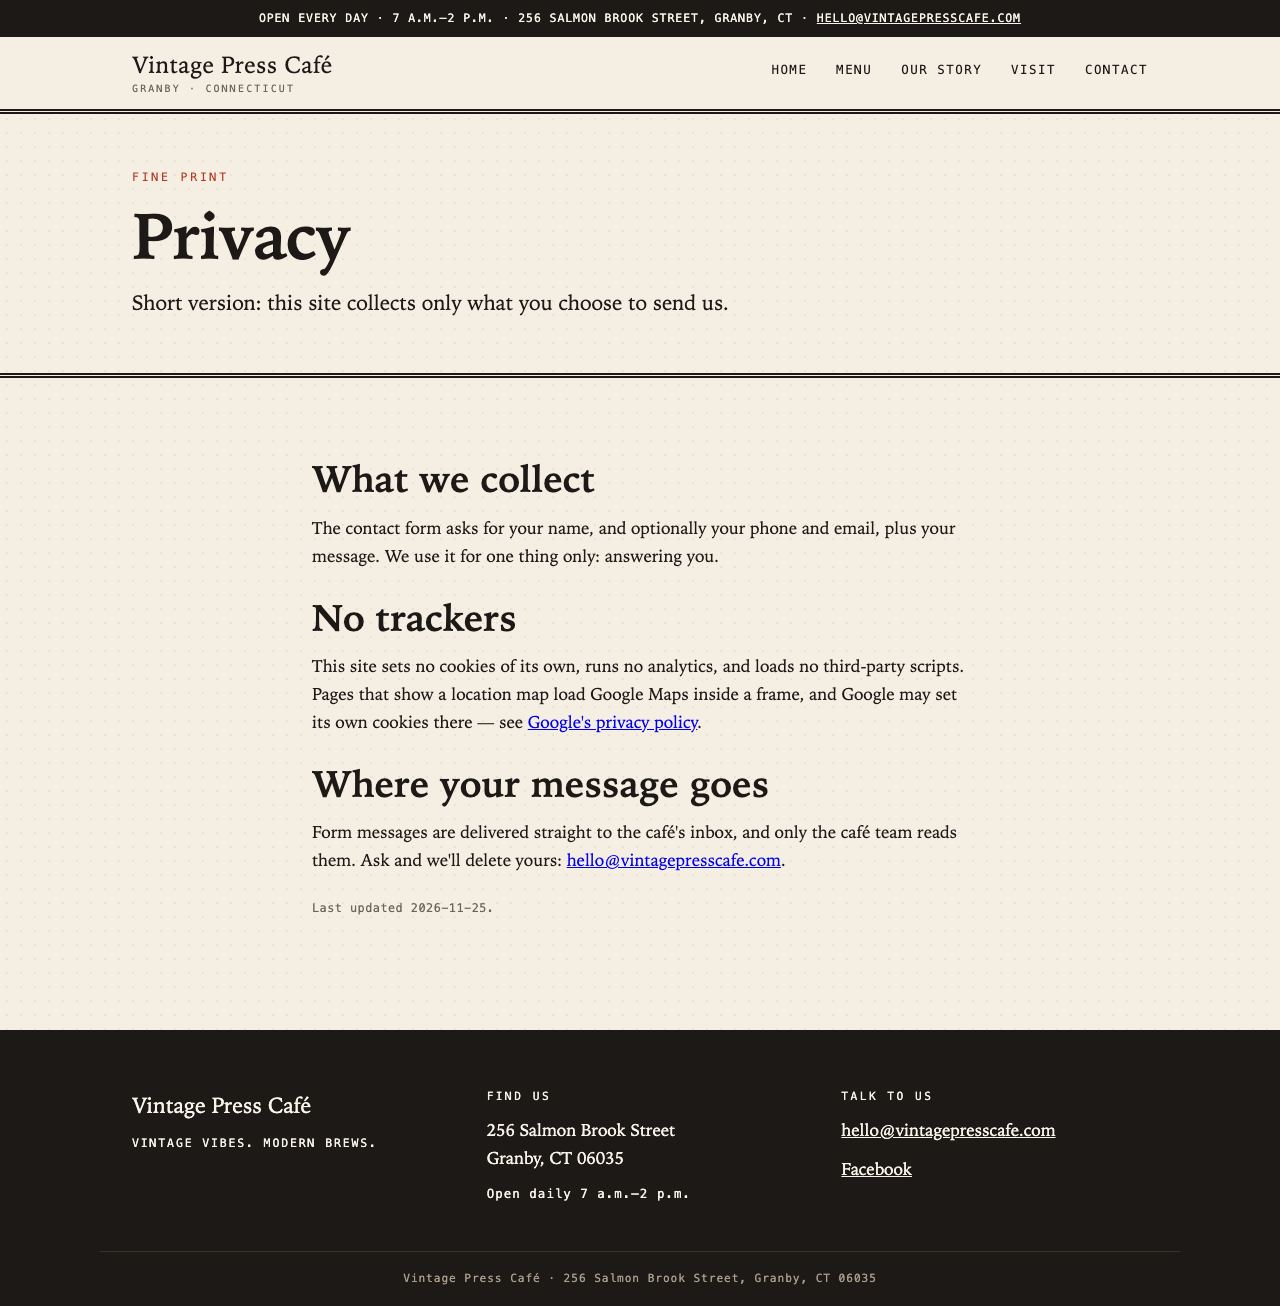 OPEN EVERY DAY · 7 A.M.–2 P.M. · 256 SALMON BROOK STREET, GRANBY, CT · HELLO@VINTAGEPRESSCAFE.COM
Vintage Press Café
GRANBY · CONNECTICUT
HOME MENU OUR STORY VISIT CONTACT
FINE PRINT
Privacy
Short version: this site collects only what you choose to send us.
What we collect
The contact form asks for your name, and optionally your phone and email, plus your
message. We use it for one thing only: answering you.
No trackers
This site sets no cookies of its own, runs no analytics, and loads no third-party scripts.
Pages that show a location map load Google Maps inside a frame, and Google may set
its own cookies there — see Google's privacy policy.
Where your message goes
Form messages are delivered straight to the café's inbox, and only the café team reads
them. Ask and we'll delete yours: hello@vintagepresscafe.com.
Last updated 2026-11-25.
Vintage Press Café
VINTAGE VIBES. MODERN BREWS.
FIND US
256 Salmon Brook Street
Granby, CT 06035
Open daily 7 a.m.–2 p.m.
TALK TO US
hello@vintagepresscafe.com
Facebook
Vintage Press Café · 256 Salmon Brook Street, Granby, CT 06035